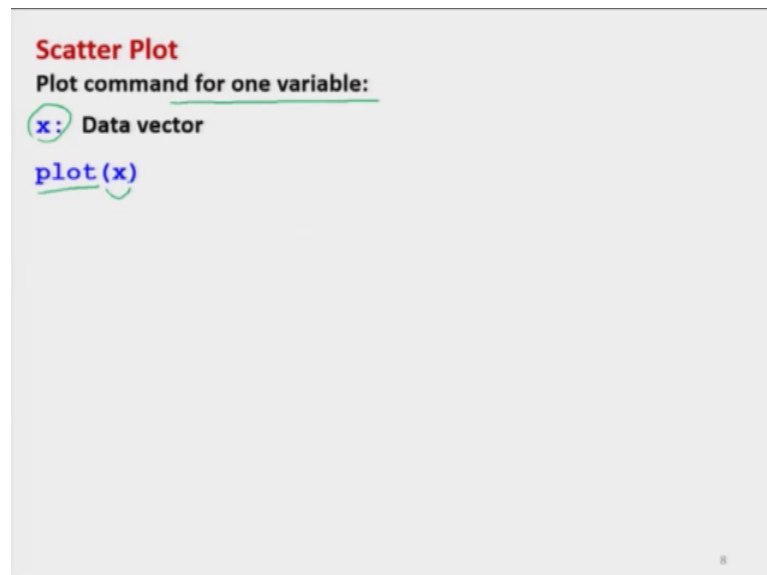 Scatter Plot
Plot command for one variable:
x: Data vector
plot(x)
8